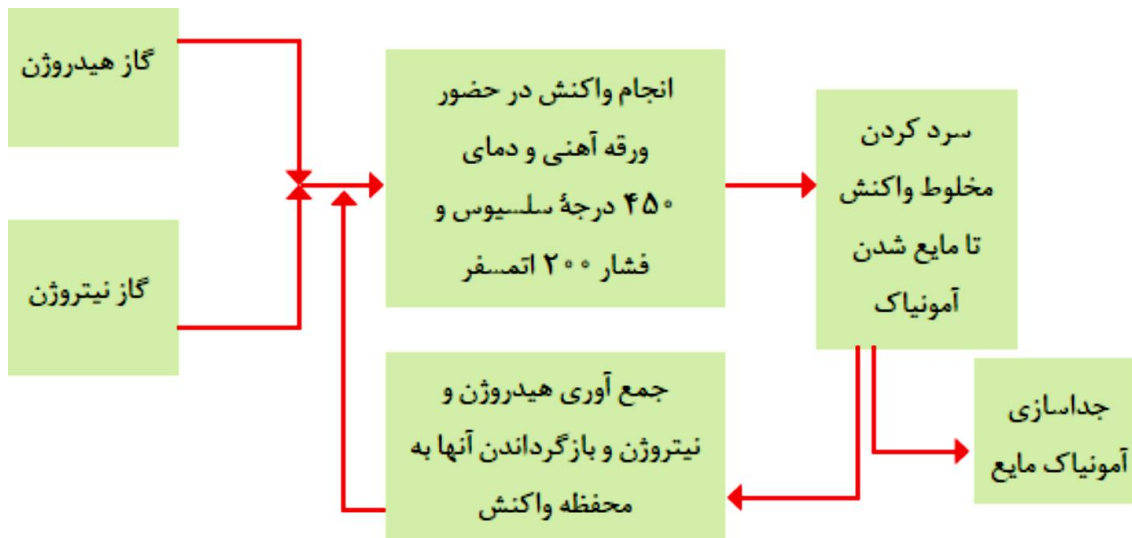 گاز هیدروژن
گاز نیتروژن
انجام واکنش در حضور
ورقه آهنی و دمای
۴۵۰ درجهٔ سلسیوس و
فشار ۲۰۰ اتمسفر
سرد کردن
مخلوط واکنش
تا مایع شدن
آمونیاک
جداسازی
آمونیاک مایع
جمع آوری هیدروژن و
نیتروژن و بازگرداندن آنها به
محفظه واکنش